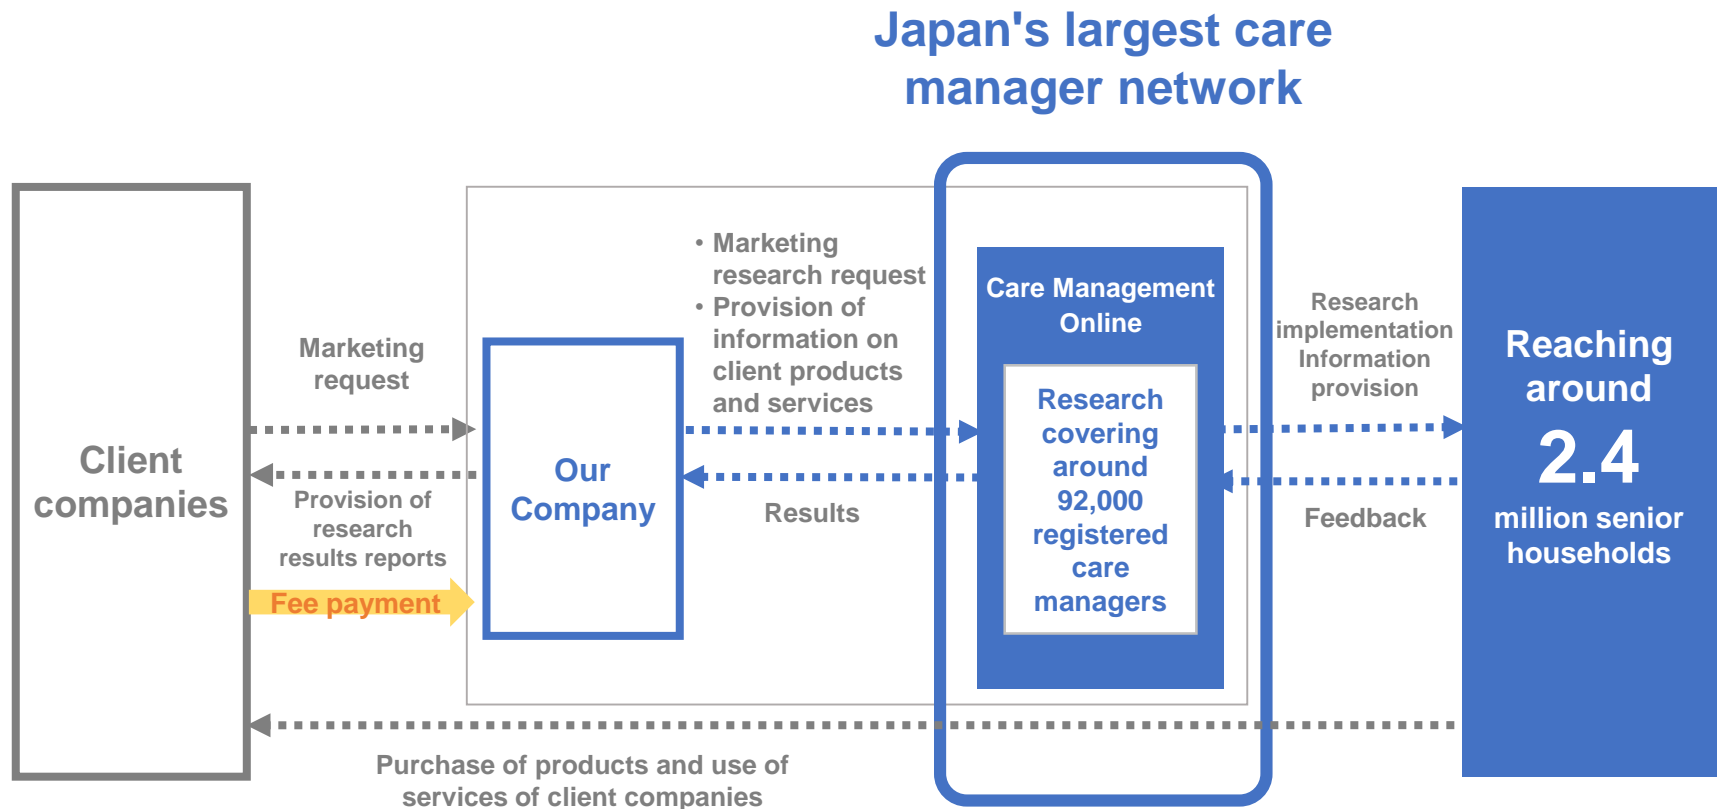 Japan's largest care
manager network
Client
companies
Marketing
request
Provision of
research
results reports
Fee payment
Our
Company
・Marketing
research request
・Provision of
information on
client products
and services
Results
Care Management
Online
Research
covering
around
92,000
registered
care
managers
Research
implementation
Information
provision
Feedback
Reaching
around
2.4
million senior
households
Purchase of products and use of
services of client companies